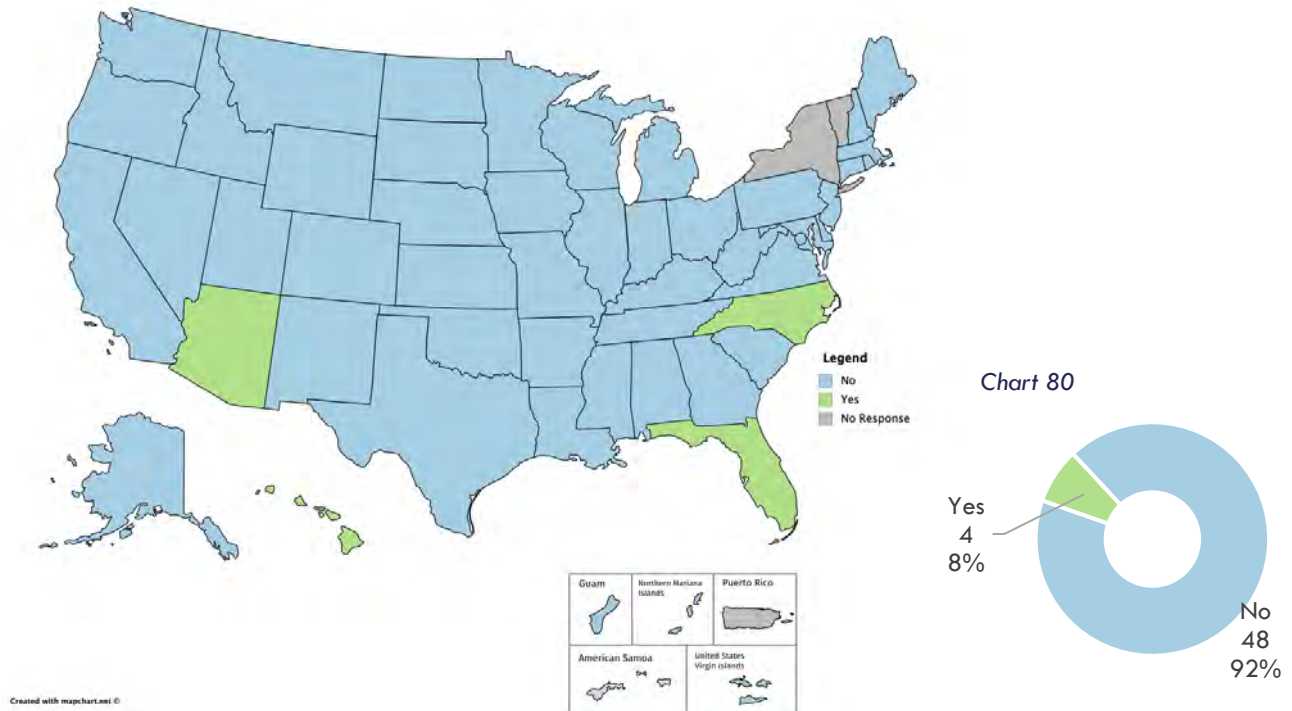 Legend
No
Yes
No Response
Chart 80
Yes
4
8%
No
48
92%
Guam
Northern Mariana
Islands
Puerto Rico
American Samoa
United States
Virgin Islands
Created with mapchart.net ©